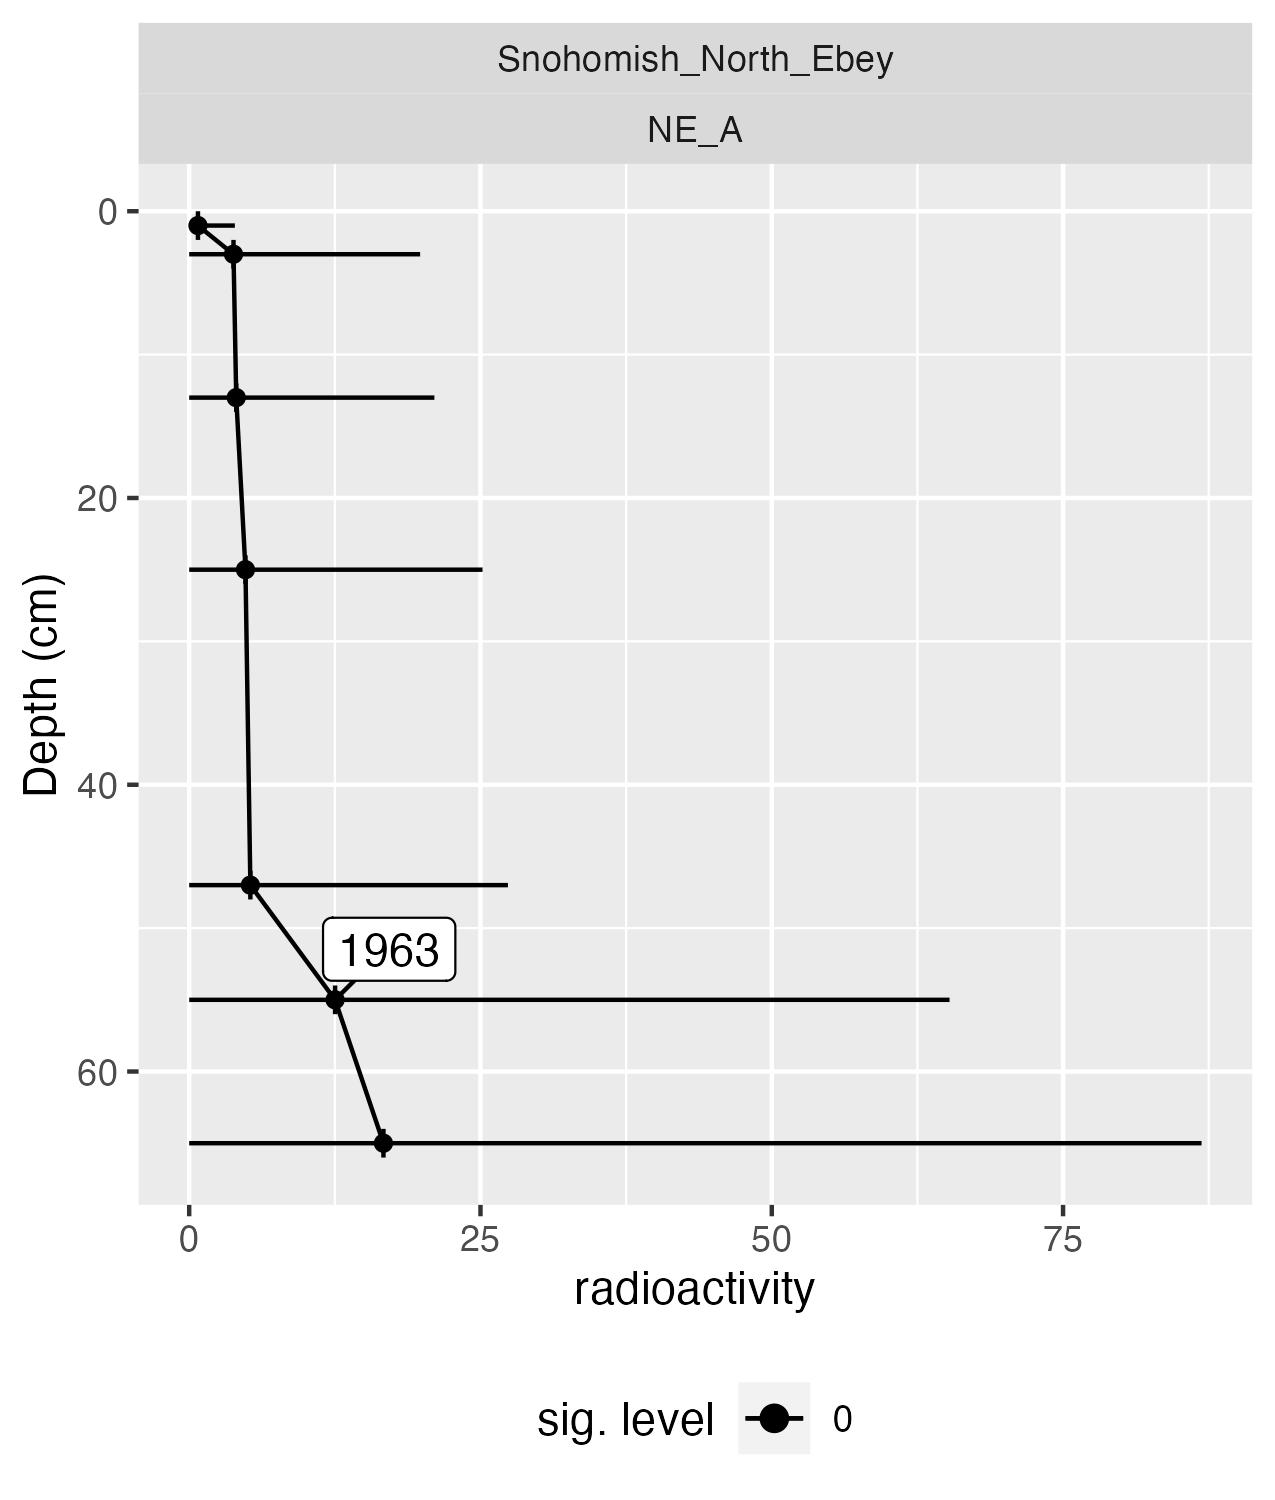 Snohomish_North_Ebey
NE_A
0
20
40
60
Depth (cm)
1963
0 25 50 75
radioactivity
sig. level 0